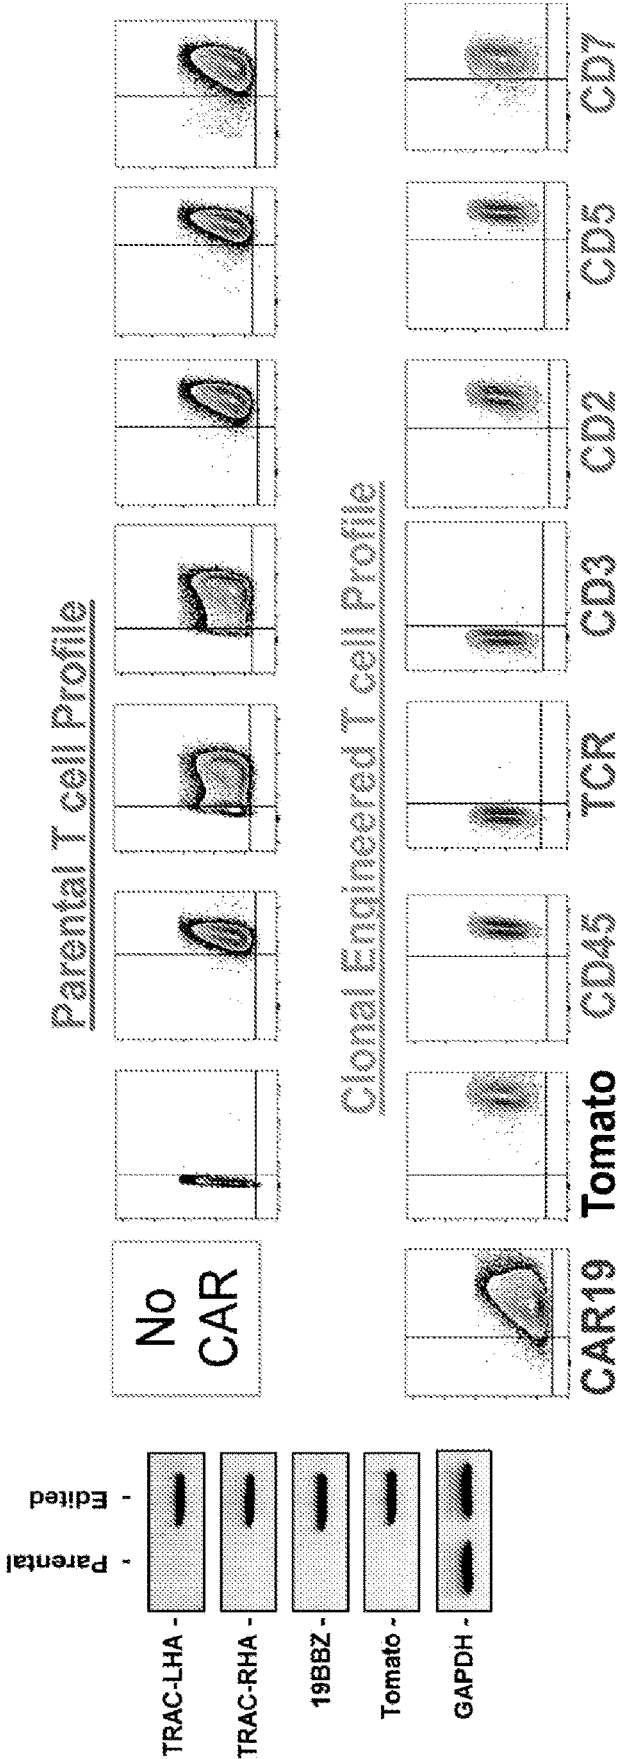 Parental
Edited
TRAC-LHA
TRAC-RHA
19BBZ
Tomato
GAPDH
Parental T cell Profile
No
CAR
Clonal Engineered T cell Profile
CAR19
Tomato
CD45
TCR
CD3
CD2
CD5
CD7